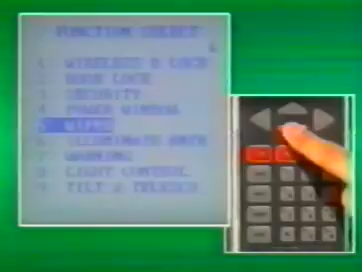 FUNCTION SELECT
1 WIRELESS D LOCK
2 DOOR LOCK
3 SECURITY
4 POWER WINDOW
5 WIPER
6 ILLUMINATE
7 WARNING
8 LIGHT CONTROL
9 TILT & TELESCO